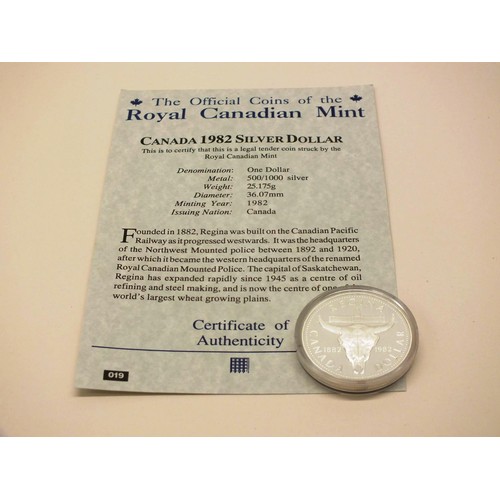 The Official Coins of the
Royal Canadian Mint
CANADA 1982 SILVER DOLLAR
This is to certify that this is a legal tender coin struck by the
Royal Canadian Mint
Denomination: One Dollar
Metal: 500/1000 silver
Weight: 25.175g
Diameter: 36.07mm
Minting Year: 1982
Issuing Nation: Canada
Founded in 1882, Regina was built on the Canadian Pacific
Railway as it progressed westwards. It was the headquarters
of the Northwest Mounted police between 1892 and 1920,
after which it became the western headquarters of the renamed
Royal Canadian Mounted Police. The capital of Saskatchewan,
Regina has expanded rapidly since 1945 as a centre of oil
refining and steel making, and is now the centre of one of the
world's largest wheat growing plains.
Certificate of
Authenticity
019
REGINA
1882 1982
CANADA DOLLAR